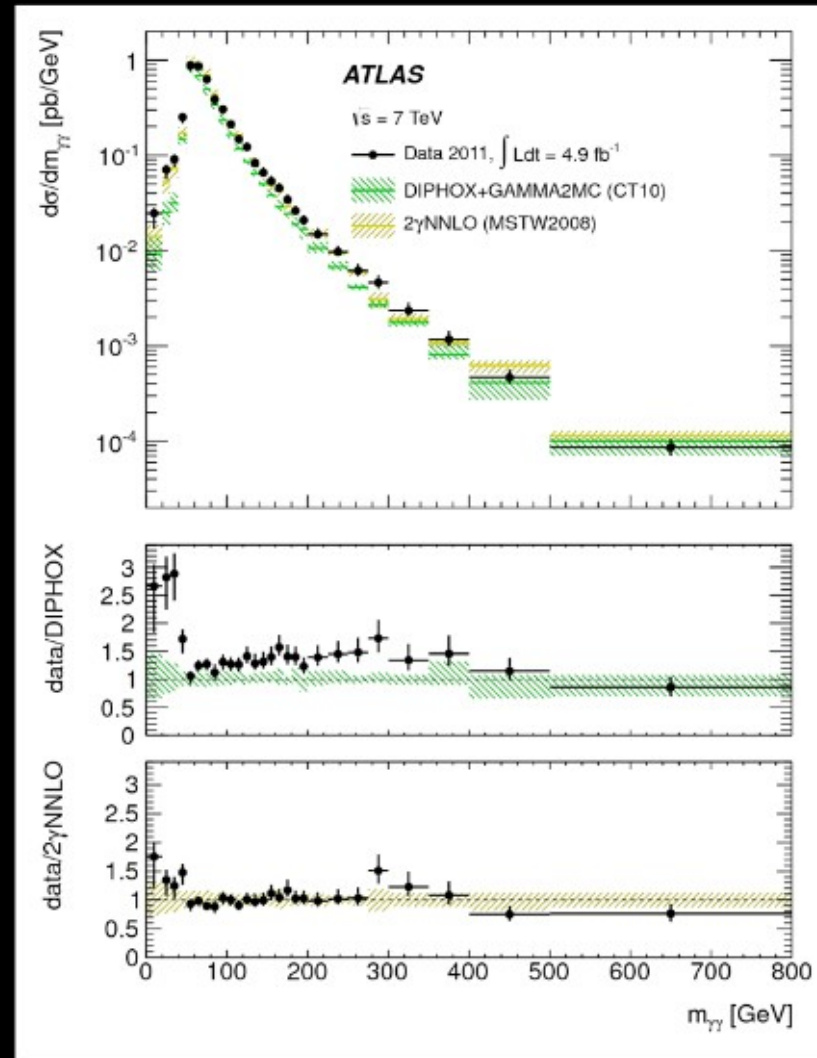 dσ/dmγγ [pb/GeV]
1
10⁻¹
10⁻²
10⁻³
10⁻⁴
ATLAS
√s = 7 TeV
Data 2011, ∫ Ldt = 4.9 fb⁻¹
DIPHOX+GAMMA2MC (CT10)
2γNNLO (MSTW2008)
data/DIPHOX
3
2.5
2
1.5
1
0.5
0
data/2γNNLO
3
2.5
2
1.5
1
0.5
0
0 100 200 300 400 500 600 700 800
mγγ [GeV]